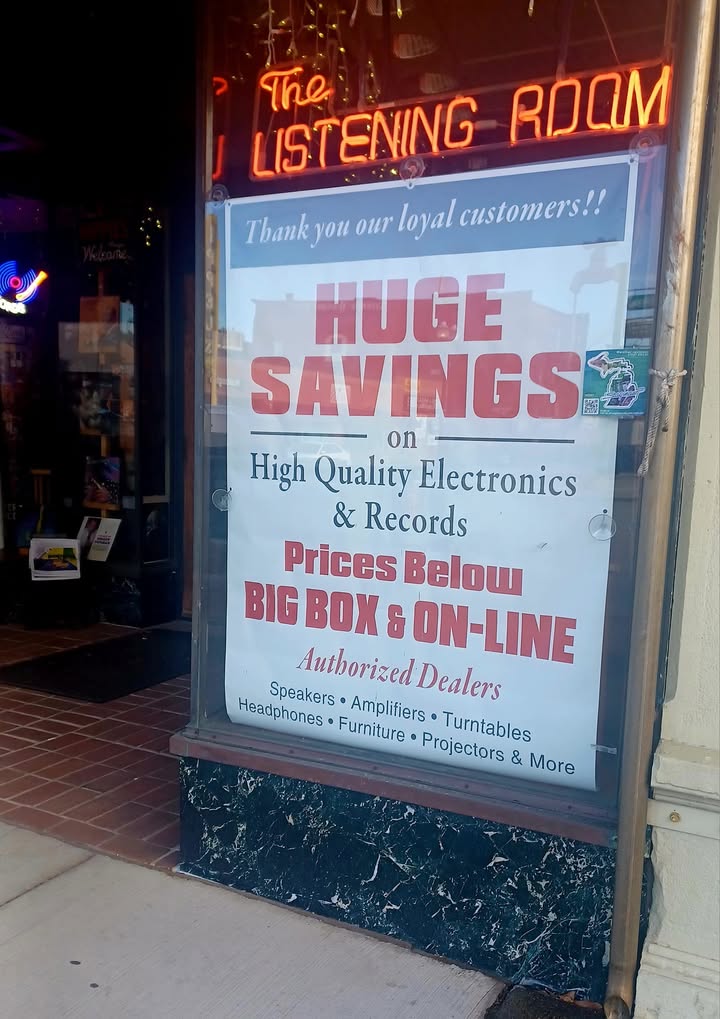 The
LISTENING ROOM
Thank you our loyal customers!!
HUGE
SAVINGS
on
High Quality Electronics
& Records
Prices Below
BIG BOX & ON-LINE
Authorized Dealers
Speakers • Amplifiers • Turntables
Headphones • Furniture • Projectors & More
Welcome